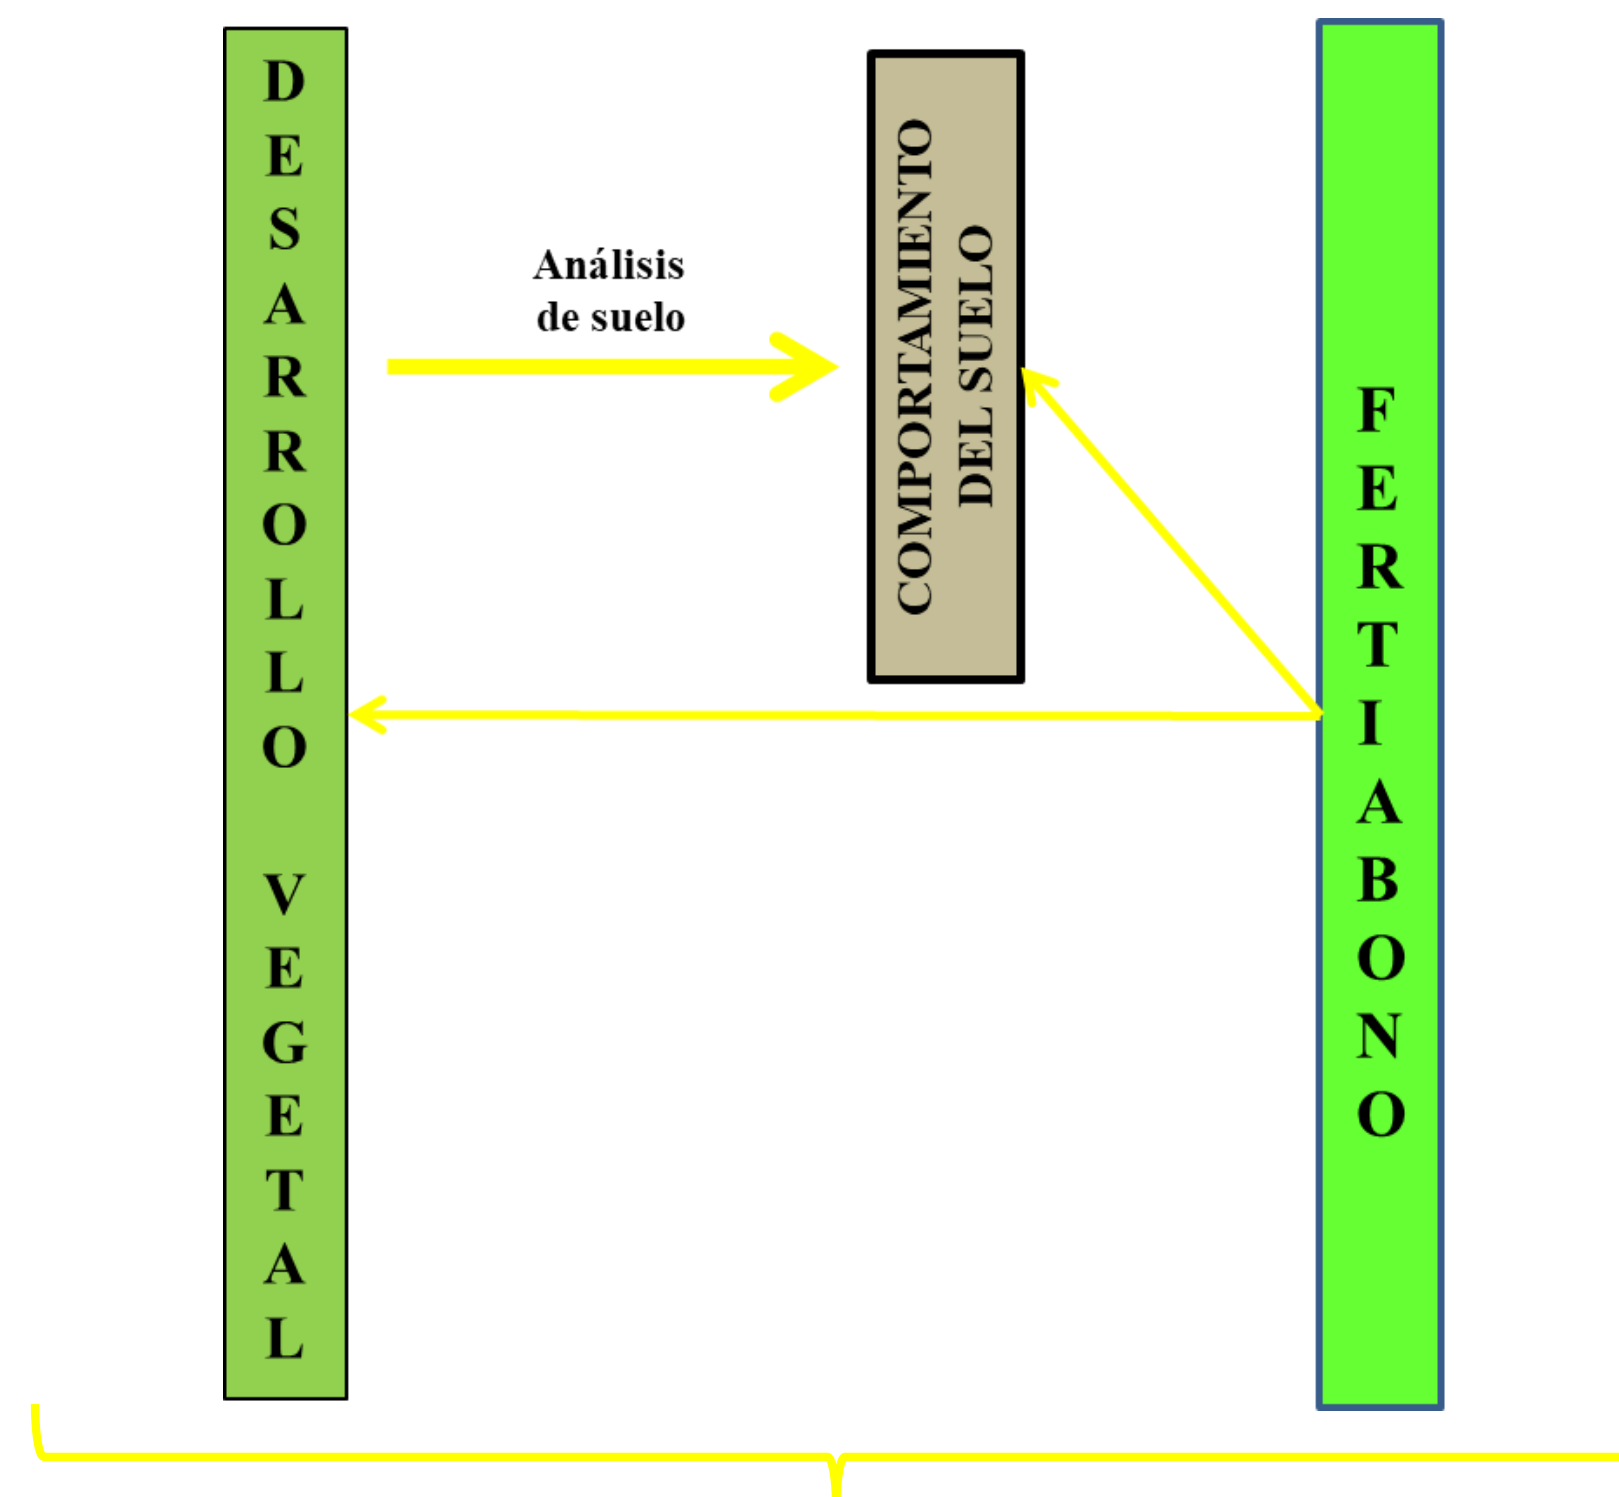 DESARROLLO VEGETAL
Análisis
de suelo
COMPORTAMIENTO
DEL SUELO
FERTIABONO